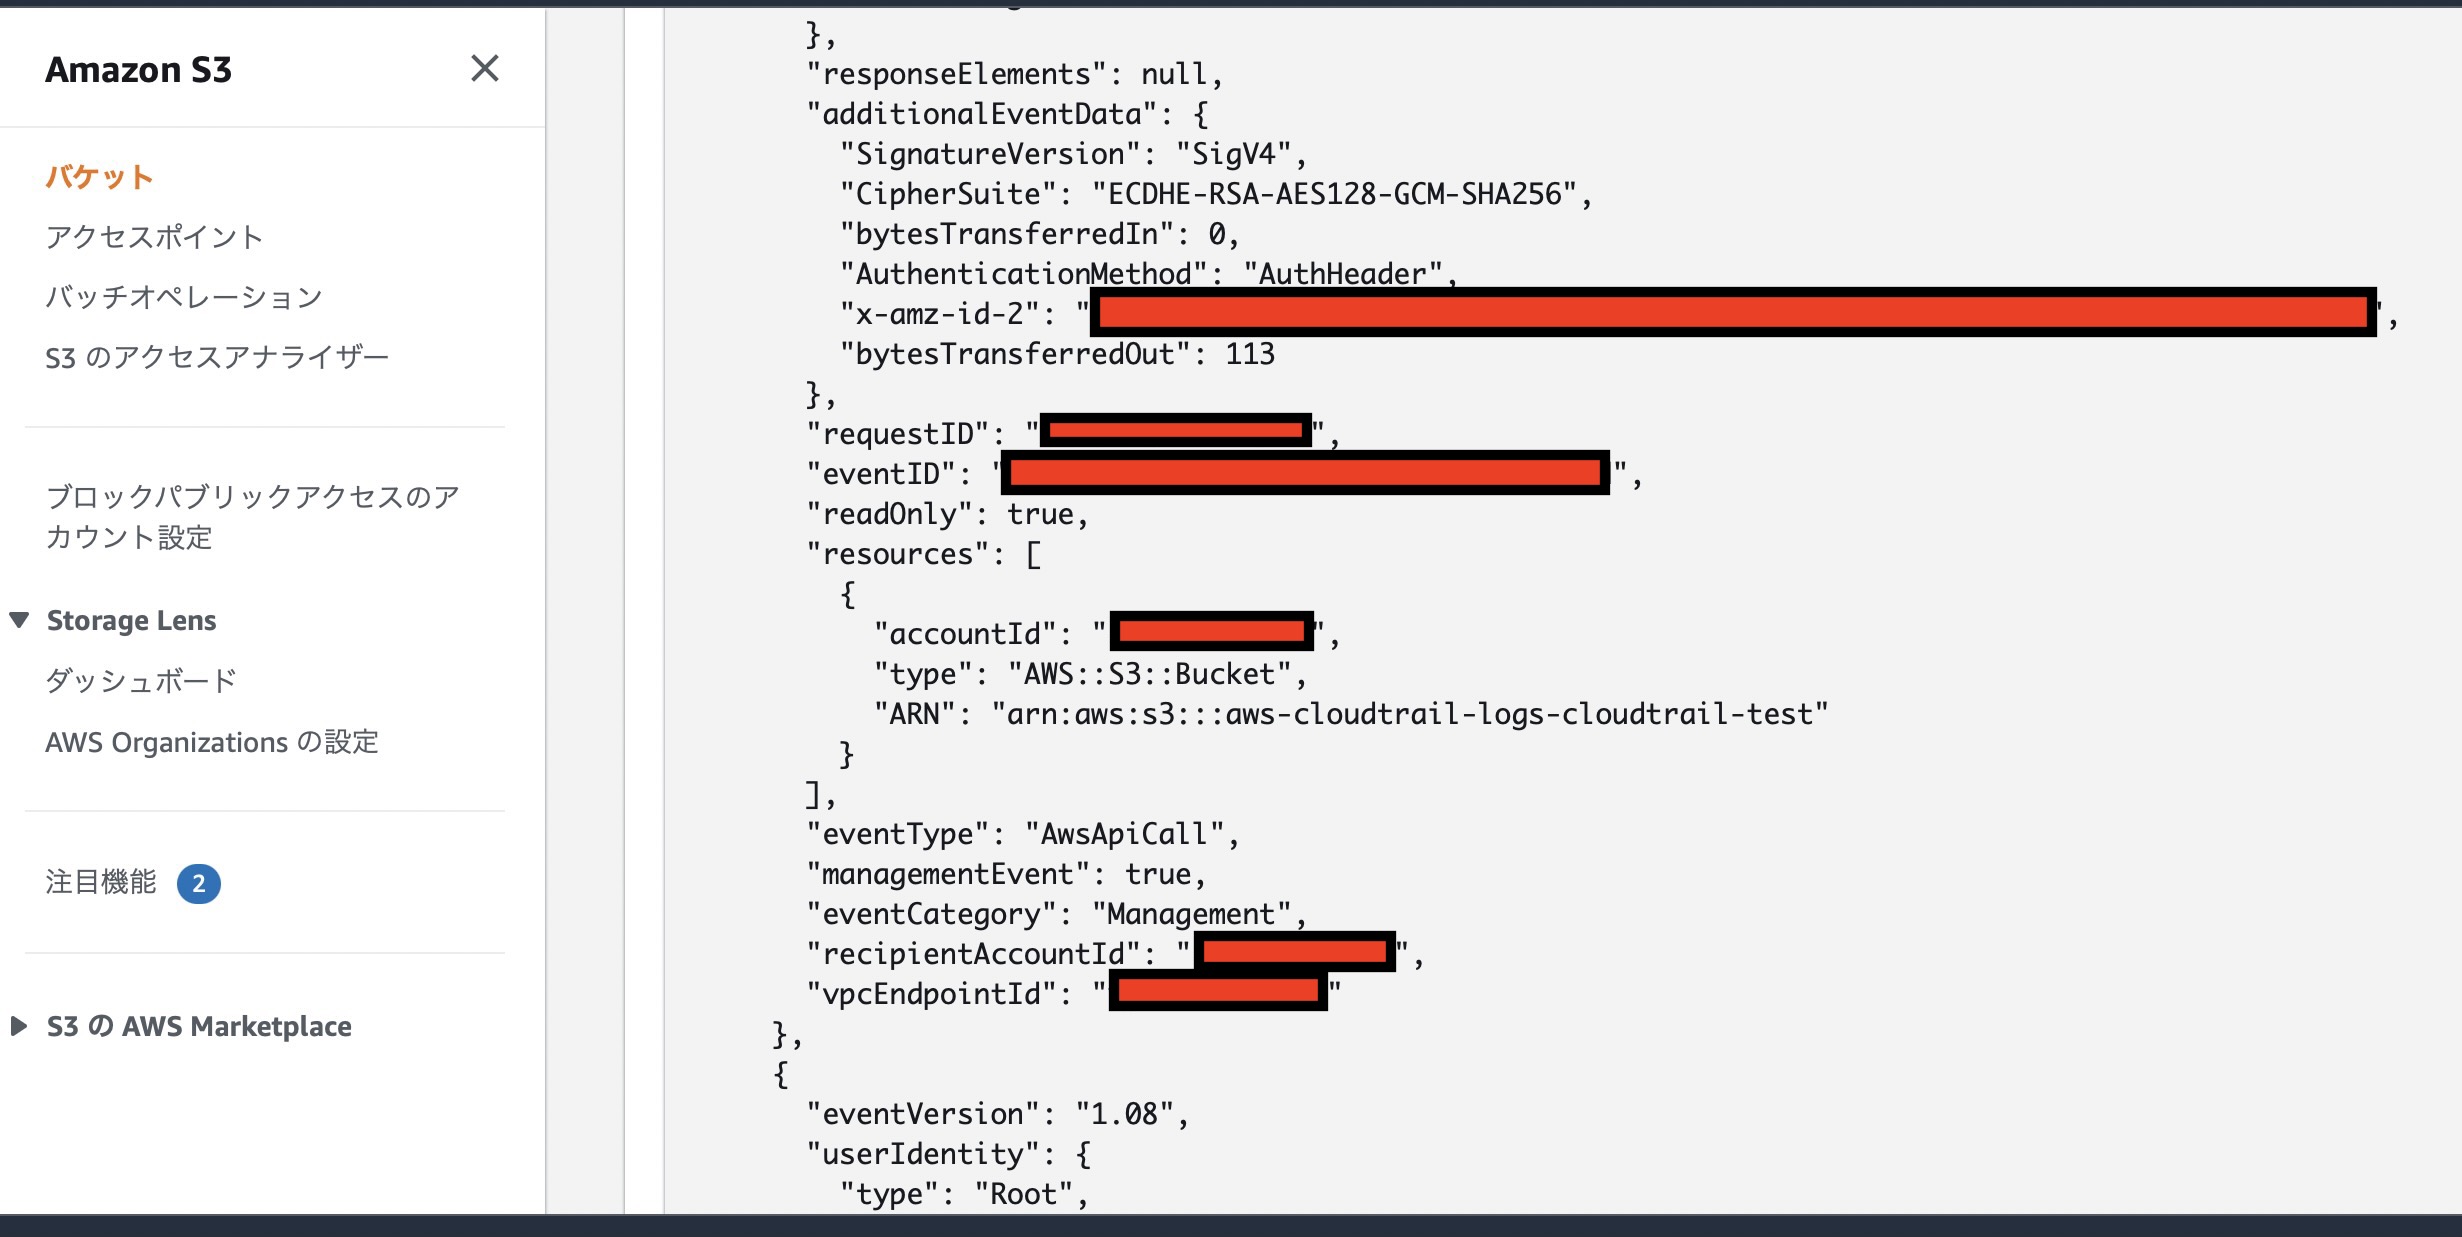 Amazon S3
バケット
アクセスポイント
バッチオペレーション
S3 のアクセスアナライザー
ブロックパブリックアクセスのア
カウント設定
Storage Lens
ダッシュボード
AWS Organizations の設定
注目機能 2
S3 の AWS Marketplace
},
"responseElements": null,
"additionalEventData": {
"SignatureVersion": "SigV4",
"CipherSuite": "ECDHE-RSA-AES128-GCM-SHA256",
"bytesTransferredIn": 0,
"AuthenticationMethod": "AuthHeader",
"x-amz-id-2": "",
"bytesTransferredOut": 113
},
"requestID": "",
"eventID": "",
"readOnly": true,
"resources": [
{
"accountId": "",
"type": "AWS::S3::Bucket",
"ARN": "arn:aws:s3:::aws-cloudtrail-logs-cloudtrail-test"
}
],
"eventType": "AwsApiCall",
"managementEvent": true,
"eventCategory": "Management",
"recipientAccountId": "",
"vpcEndpointId": ""
},
{
"eventVersion": "1.08",
"userIdentity": {
"type": "Root",